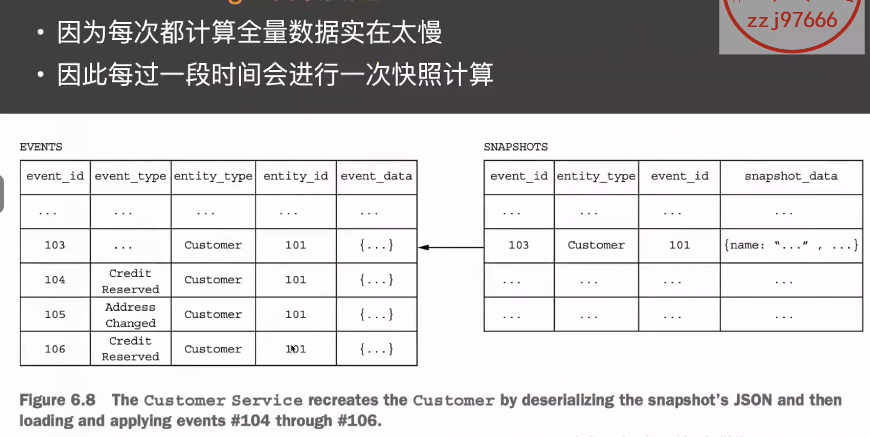 • 因为每次都计算全量数据实在太慢
• 因此每过一段时间会进行一次快照计算
zzj97666
EVENTS
event_id event_type entity_type entity_id event_data
... ... ... ... ...
103 ... Customer 101 {...}
104 Credit Reserved Customer 101 {...}
105 Address Changed Customer 101 {...}
106 Credit Reserved Customer 101 {...}
SNAPSHOTS
event_id entity_type event_id snapshot_data
... ... ... ...
103 Customer 101 {name: "..." , ...}
... ... ... ...
... ... ... ...
Figure 6.8 The Customer Service recreates the Customer by deserializing the snapshot's JSON and then
loading and applying events #104 through #106.